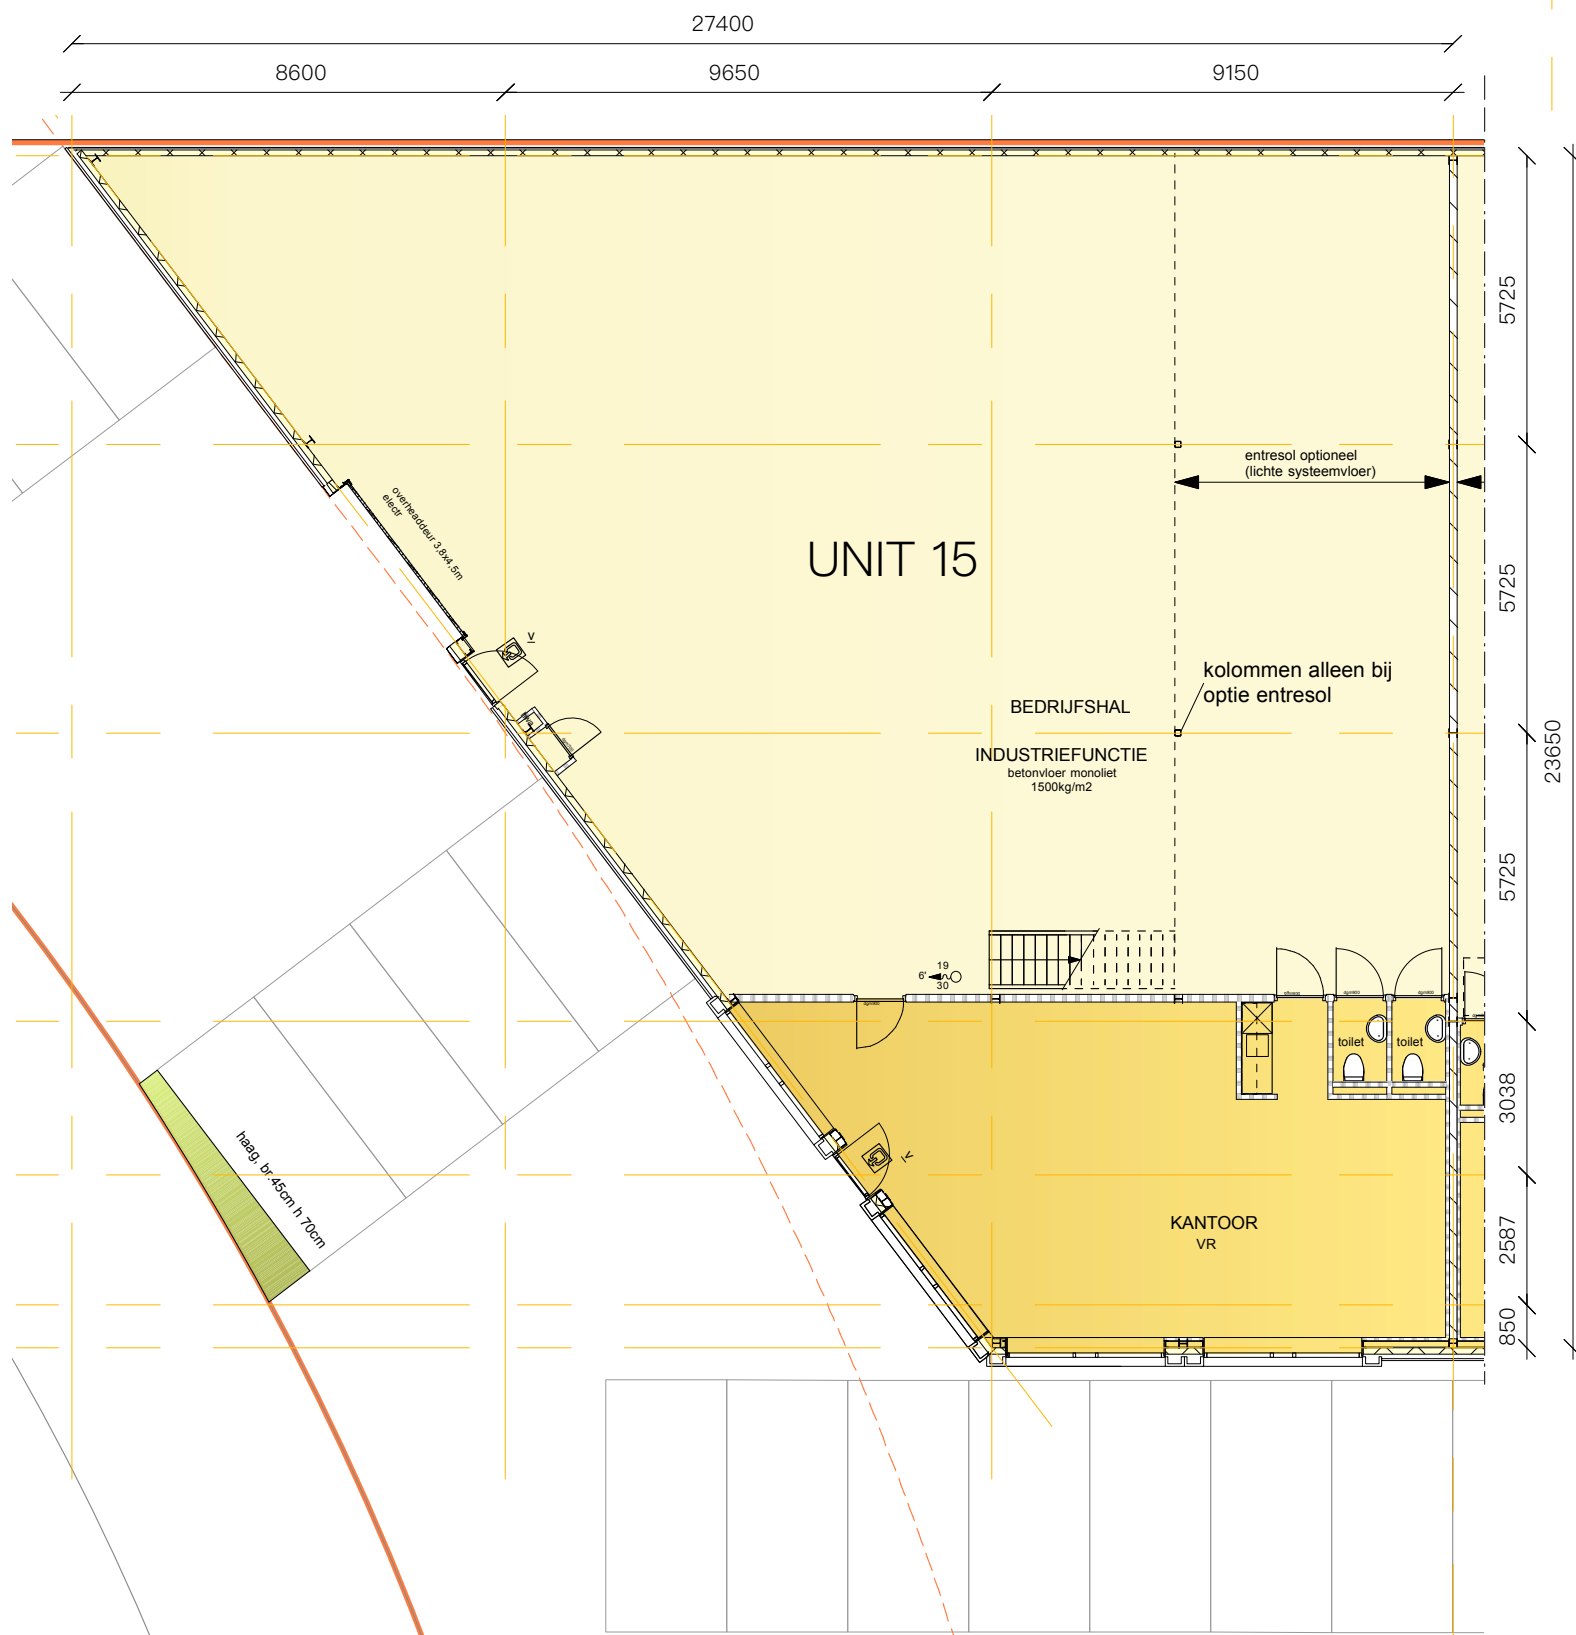 27400
8600
9650
9150
5725
entresol optioneel
(lichte systeemvloer)
overheaddeur 3,8x4,5m
electr
UNIT 15
5725
V
kolommen alleen bij
optie entresol
BEDRIJFSHAL
23650
INDUSTRIEFUNCTIE
betonvloer monoliet
1500kg/m2
5725
19
6'
30
dgm900
dgm900
toilet
toilet
3038
haag, br.45cm h 70cm
V
KANTOOR
VR
2587
850